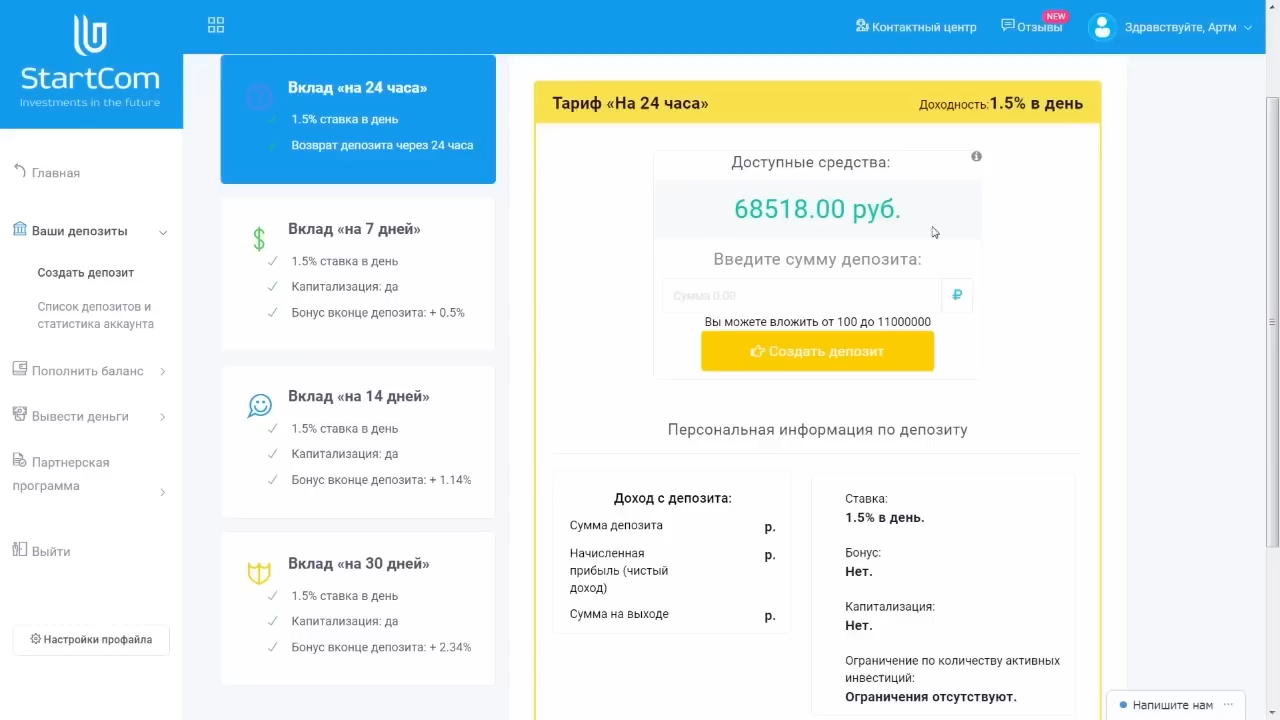 StartCom
Investments in the future
Контактный центр
Отзывы
NEW
Здравствуйте, Артм
Главная
Ваши депозиты
Создать депозит
Список депозитов и
статистика аккаунта
Пополнить баланс
Вывести деньги
Партнерская
программа
Выйти
Настройки профайла
Вклад «на 24 часа»
1.5% ставка в день
Возврат депозита через 24 часа
Вклад «на 7 дней»
1.5% ставка в день
Капитализация: да
Бонус вконце депозита: + 0.5%
Вклад «на 14 дней»
1.5% ставка в день
Капитализация: да
Бонус вконце депозита: + 1.14%
Вклад «на 30 дней»
1.5% ставка в день
Капитализация: да
Бонус вконце депозита: + 2.34%
Тариф «На 24 часа»
Доходность:1.5% в день
Доступные средства:
68518.00 руб.
Введите сумму депозита:
Сумма 0.00
₽
Вы можете вложить от 100 до 11000000
Создать депозит
Персональная информация по депозиту
Доход с депозита:
Сумма депозита р.
Начисленная р.
прибыль (чистый
доход)
Сумма на выходе р.
Ставка:
1.5% в день.
Бонус:
Нет.
Капитализация:
Нет.
Ограничение по количеству активных
инвестиций:
Ограничения отсутствуют.
Напишите нам